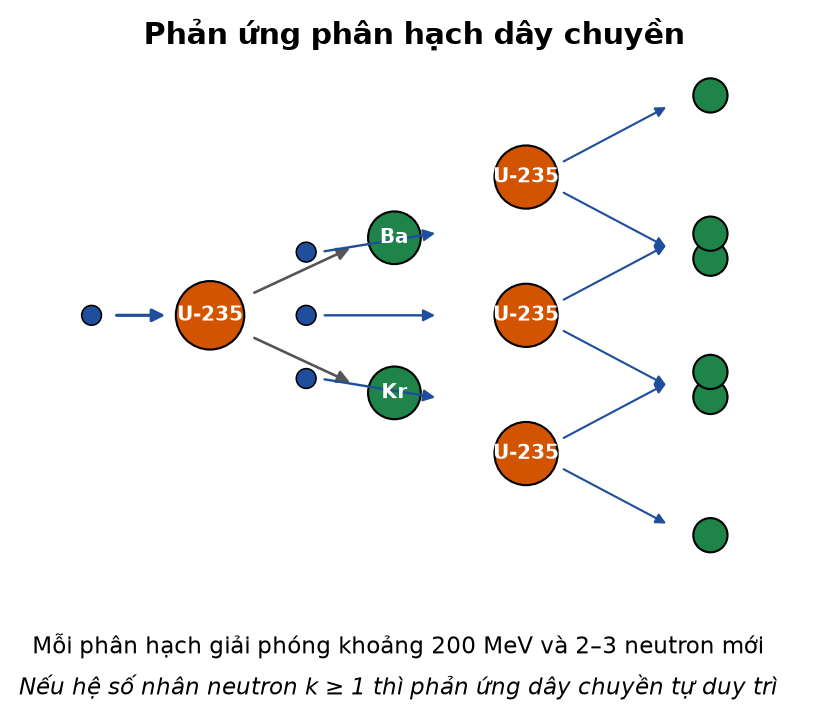 Phản ứng phân hạch dây chuyền
U-235
Ba
Kr
U-235
U-235
U-235
Mỗi phân hạch giải phóng khoảng 200 MeV và 2–3 neutron mới
Nếu hệ số nhân neutron k ≥ 1 thì phản ứng dây chuyền tự duy trì